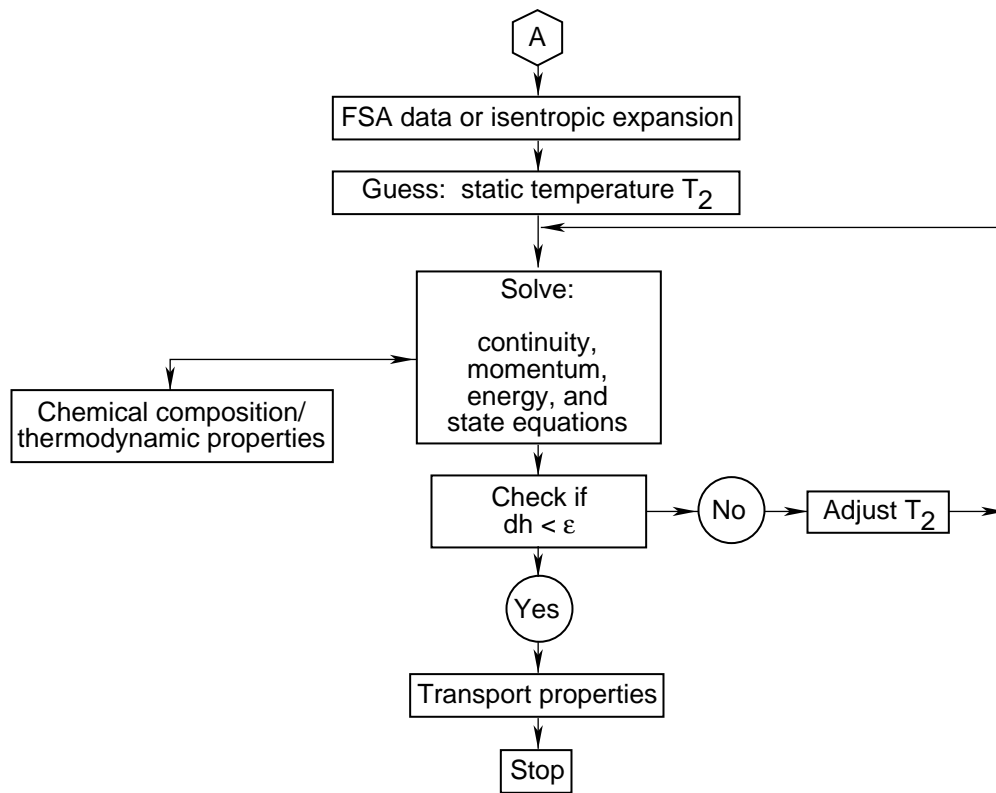 A
FSA data or isentropic expansion
Guess:  static temperature T2
Solve:
continuity,
momentum,
energy, and
state equations
Chemical composition/
thermodynamic properties
Check if
dh < ε
No
Adjust T2
Yes
Transport properties
Stop